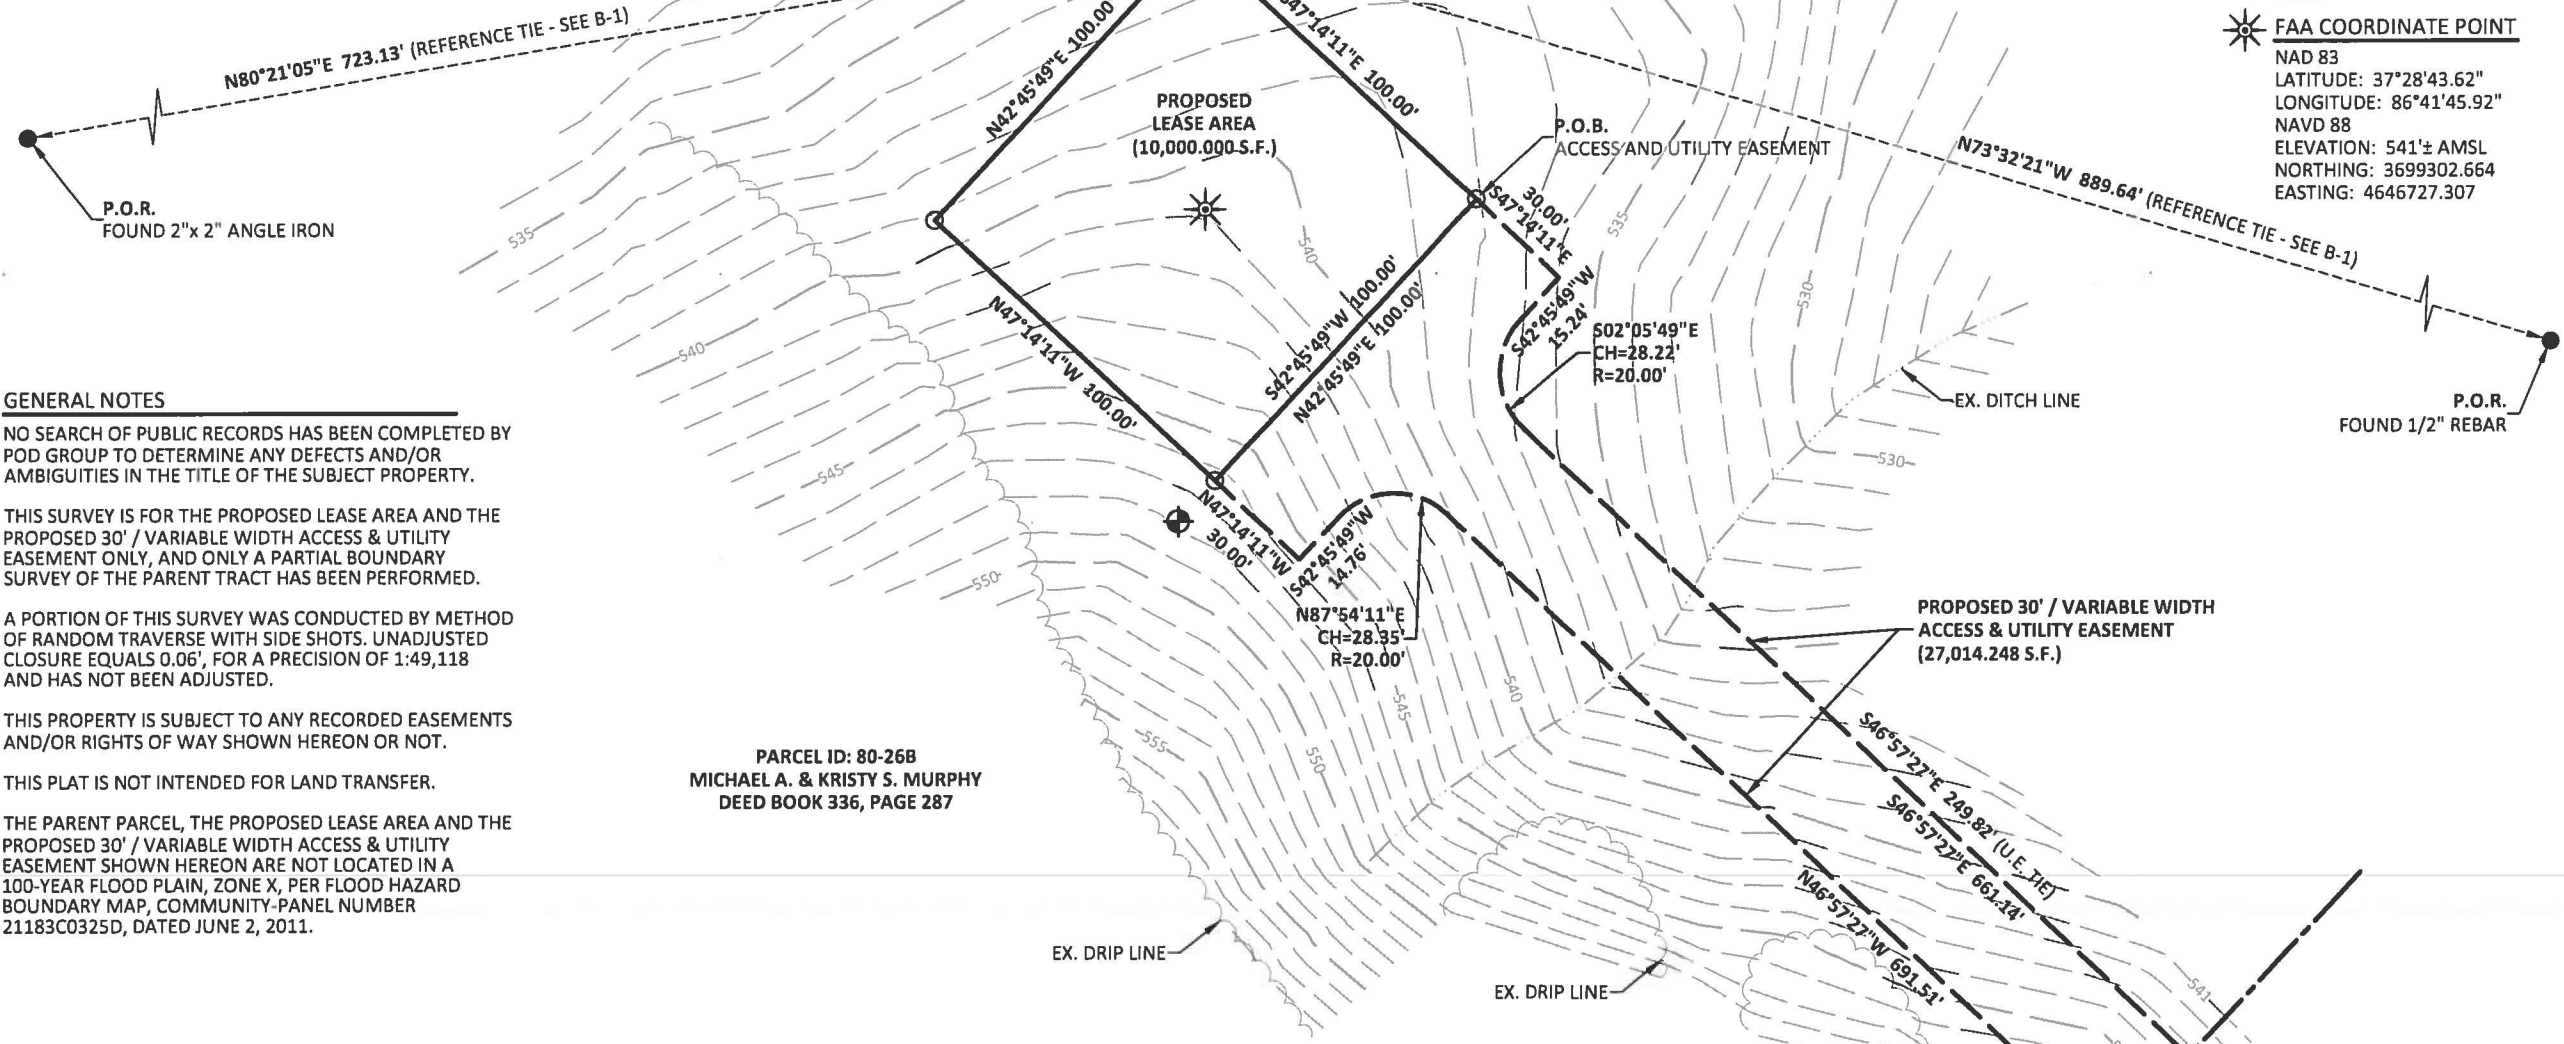 N80°21'05"E 723.13' (REFERENCE TIE - SEE B-1)
P.O.R.
FOUND 2"x 2" ANGLE IRON
N42°45'49"E 100.00'
S47°14'11"E 100.00'
PROPOSED
LEASE AREA
(10,000.000 S.F.)
P.O.B.
ACCESS AND UTILITY EASEMENT
FAA COORDINATE POINT
NAD 83
LATITUDE: 37°28'43.62"
LONGITUDE: 86°41'45.92"
NAVD 88
ELEVATION: 541'± AMSL
NORTHING: 3699302.664
EASTING: 4646727.307
N73°32'21"W 889.64' (REFERENCE TIE - SEE B-1)
P.O.R.
FOUND 1/2" REBAR
30.00'
S47°14'11"E
S42°45'49"W
15.24'
S02°05'49"E
CH=28.22'
R=20.00'
S42°45'49"W 100.00'
N42°45'49"E 100.00'
N47°14'11"W 100.00'
N47°14'11"W
30.00'
S42°45'49"W
14.76'
N87°54'11"E
CH=28.35'
R=20.00'
535
540
545
550
555
540
535
530
530
545
540
550
541
EX. DITCH LINE
PROPOSED 30' / VARIABLE WIDTH
ACCESS & UTILITY EASEMENT
(27,014.248 S.F.)
S46°57'27"E 249.82' (U.E. TIE)
S46°57'27"E 661.14'
N46°57'27"W 691.51'
EX. DRIP LINE
EX. DRIP LINE
PARCEL ID: 80-26B
MICHAEL A. & KRISTY S. MURPHY
DEED BOOK 336, PAGE 287
GENERAL NOTES
NO SEARCH OF PUBLIC RECORDS HAS BEEN COMPLETED BY
POD GROUP TO DETERMINE ANY DEFECTS AND/OR
AMBIGUITIES IN THE TITLE OF THE SUBJECT PROPERTY.
THIS SURVEY IS FOR THE PROPOSED LEASE AREA AND THE
PROPOSED 30' / VARIABLE WIDTH ACCESS & UTILITY
EASEMENT ONLY, AND ONLY A PARTIAL BOUNDARY
SURVEY OF THE PARENT TRACT HAS BEEN PERFORMED.
A PORTION OF THIS SURVEY WAS CONDUCTED BY METHOD
OF RANDOM TRAVERSE WITH SIDE SHOTS. UNADJUSTED
CLOSURE EQUALS 0.06', FOR A PRECISION OF 1:49,118
AND HAS NOT BEEN ADJUSTED.
THIS PROPERTY IS SUBJECT TO ANY RECORDED EASEMENTS
AND/OR RIGHTS OF WAY SHOWN HEREON OR NOT.
THIS PLAT IS NOT INTENDED FOR LAND TRANSFER.
THE PARENT PARCEL, THE PROPOSED LEASE AREA AND THE
PROPOSED 30' / VARIABLE WIDTH ACCESS & UTILITY
EASEMENT SHOWN HEREON ARE NOT LOCATED IN A
100-YEAR FLOOD PLAIN, ZONE X, PER FLOOD HAZARD
BOUNDARY MAP, COMMUNITY-PANEL NUMBER
21183C0325D, DATED JUNE 2, 2011.